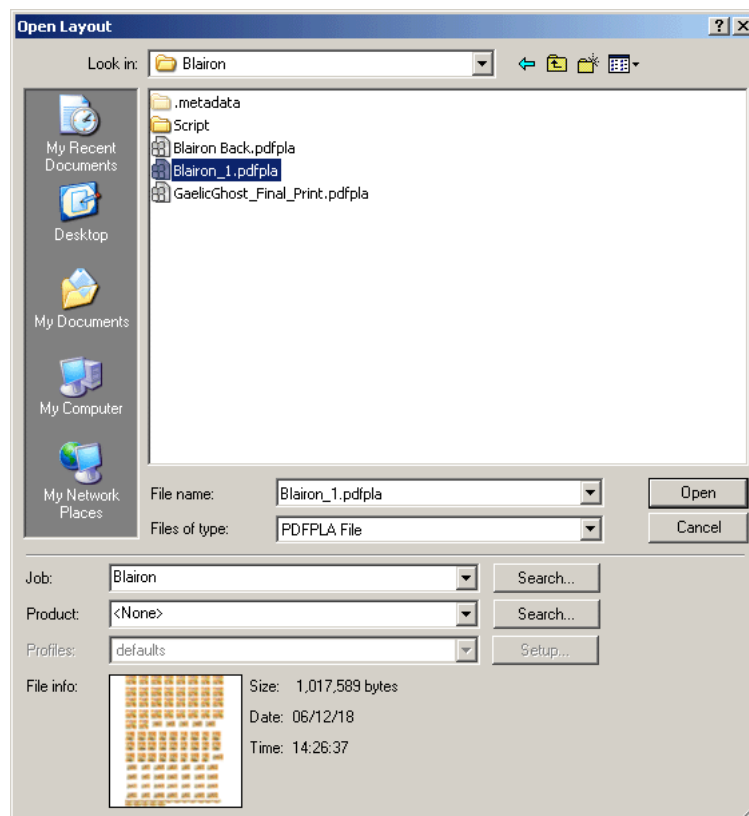 Open Layout
Look in: Blairon
My Recent
Documents
Desktop
My Documents
My Computer
My Network
Places
.metadata
Script
Blairon Back.pdfpla
Blairon_1.pdfpla
GaelicGhost_Final_Print.pdfpla
File name: Blairon_1.pdfpla Open
Files of type: PDFPLA File Cancel
Job: Blairon Search...
Product: <None> Search...
Profiles: defaults Setup...
File info: Size: 1,017,589 bytes
Date: 06/12/18
Time: 14:26:37